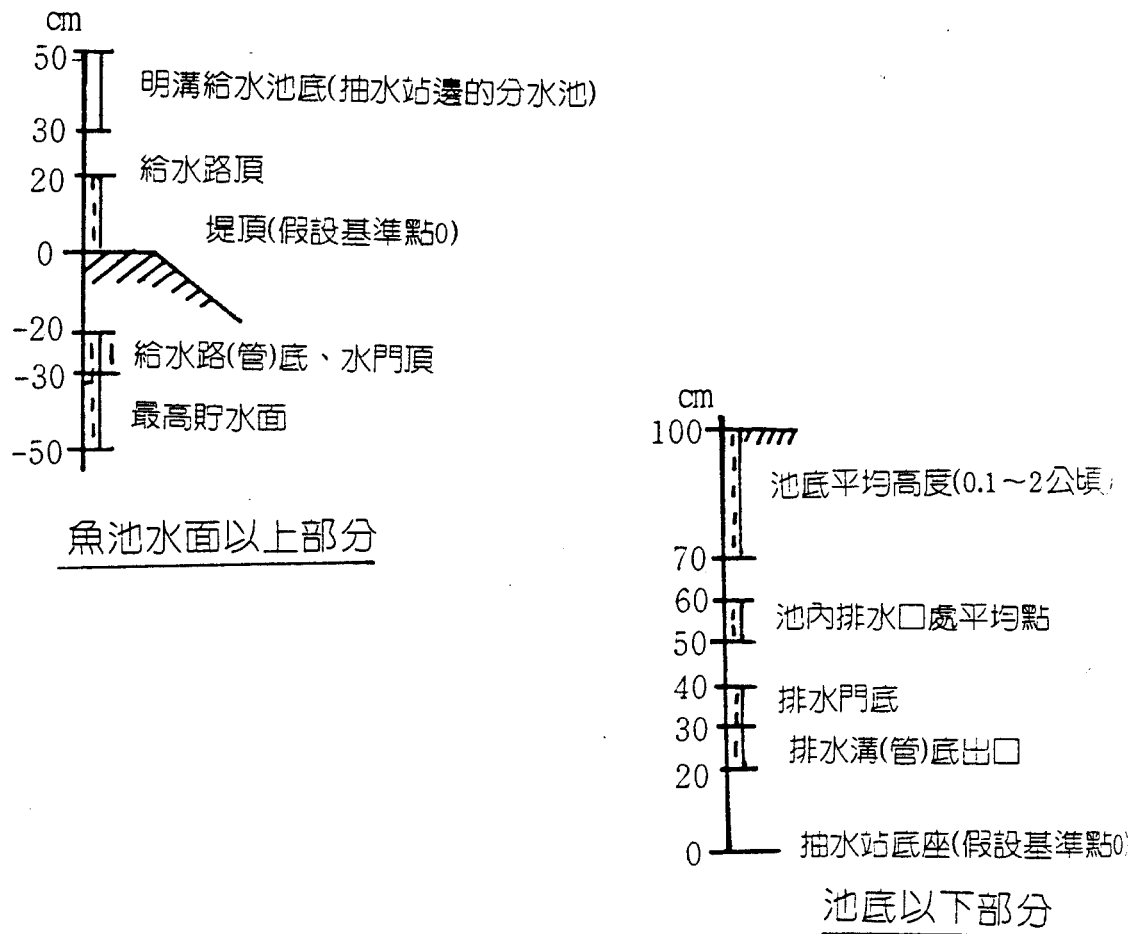 cm
50
明溝給水池底(抽水站邊的分水池)
30
20
給水路頂
堤頂(假設基準點0)
0
-20
給水路(管)底、水門頂
-30
最高貯水面
-50
魚池水面以上部分
cm
100
池底平均高度(0.1~2公頃)
70
60
池內排水口處平均點
50
40
排水門底
30
排水溝(管)底出口
20
0
抽水站底座(假設基準點0)
池底以下部分